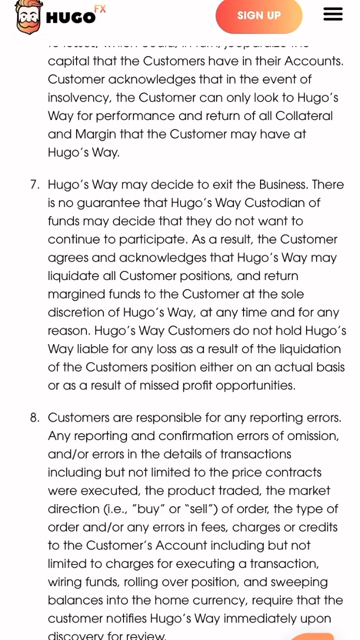 HUGO FX
SIGN UP
capital that the Customers have in their Accounts.
Customer acknowledges that in the event of
insolvency, the Customer can only look to Hugo's
Way for performance and return of all Collateral
and Margin that the Customer may have at
Hugo's Way.
7. Hugo's Way may decide to exit the Business. There
is no guarantee that Hugo's Way Custodian of
funds may decide that they do not want to
continue to participate. As a result, the Customer
agrees and acknowledges that Hugo's Way may
liquidate all Customer positions, and return
margined funds to the Customer at the sole
discretion of Hugo's Way, at any time and for any
reason. Hugo's Way Customers do not hold Hugo's
Way liable for any loss as a result of the liquidation
of the Customers position either on an actual basis
or as a result of missed profit opportunities.
8. Customers are responsible for any reporting errors.
Any reporting and confirmation errors of omission,
and/or errors in the details of transactions
including but not limited to the price contracts
were executed, the product traded, the market
direction (i.e., "buy" or "sell") of order, the type of
order and/or any errors in fees, charges or credits
to the Customer's Account including but not
limited to charges for executing a transaction,
wiring funds, rolling over position, and sweeping
balances into the home currency, require that the
customer notifies Hugo's Way immediately upon
discovery for review.